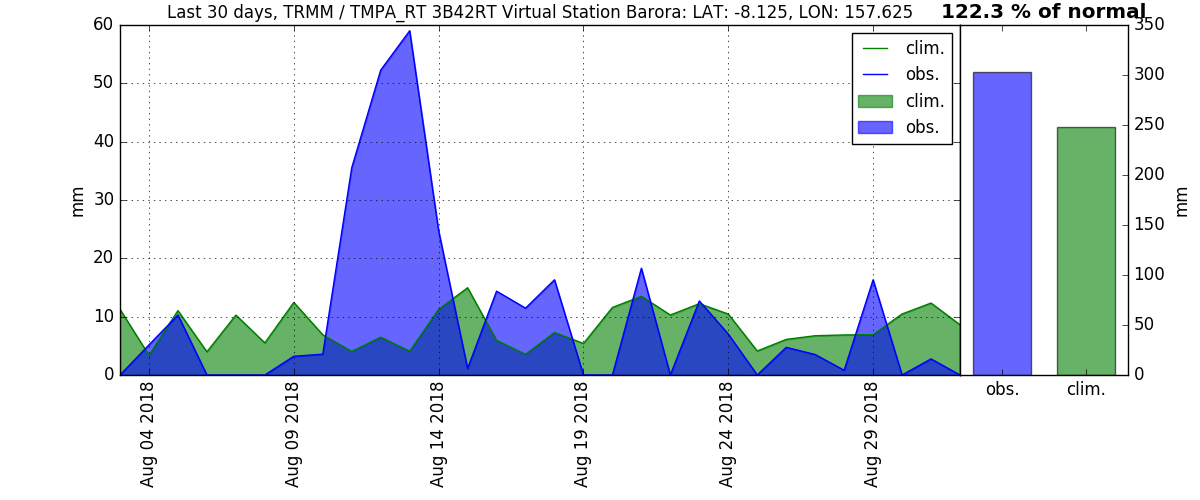 Last 30 days, TRMM / TMPA_RT 3B42RT Virtual Station Barora: LAT: -8.125, LON: 157.625
122.3 % of normal
60
50
40
30
20
10
0
mm
clim.
obs.
clim.
obs.
Aug 04 2018
Aug 09 2018
Aug 14 2018
Aug 19 2018
Aug 24 2018
Aug 29 2018
350
300
250
200
150
100
50
0
mm
obs.
clim.